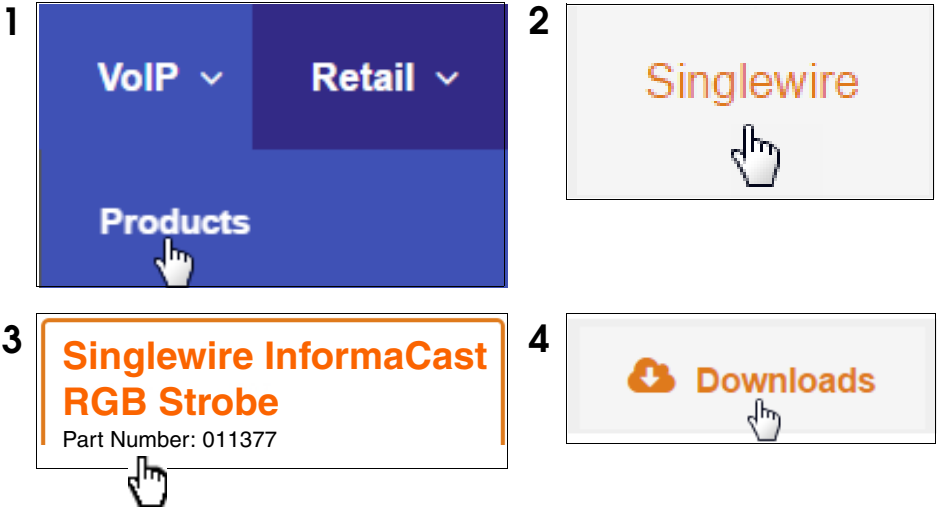 1
VoIP Retail
Products
2
Singlewire
3
Singlewire InformaCast
RGB Strobe
Part Number: 011377
4
Downloads